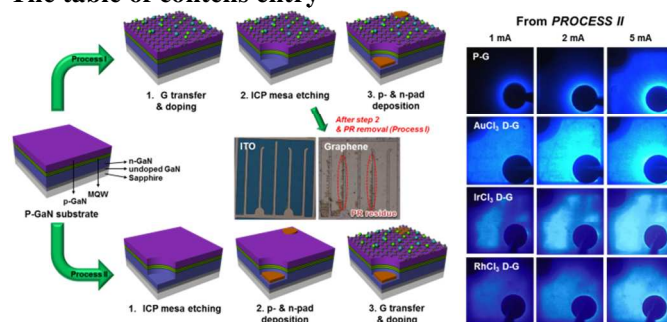 The table of contens entry
Process I
1. G transfer
& doping
2. ICP mesa etching
3. p- & n-pad
deposition
After step 2
& PR removal (Process I)
ITO
Graphene
PR residue
n-GaN
undoped GaN
Sapphire
MQW
p-GaN
P-GaN substrate
Process II
1. ICP mesa etching
2. p- & n-pad
deposition
3. G transfer
& doping
From PROCESS II
1 mA
2 mA
5 mA
P-G
AuCl3 D-G
IrCl3 D-G
RhCl3 D-G